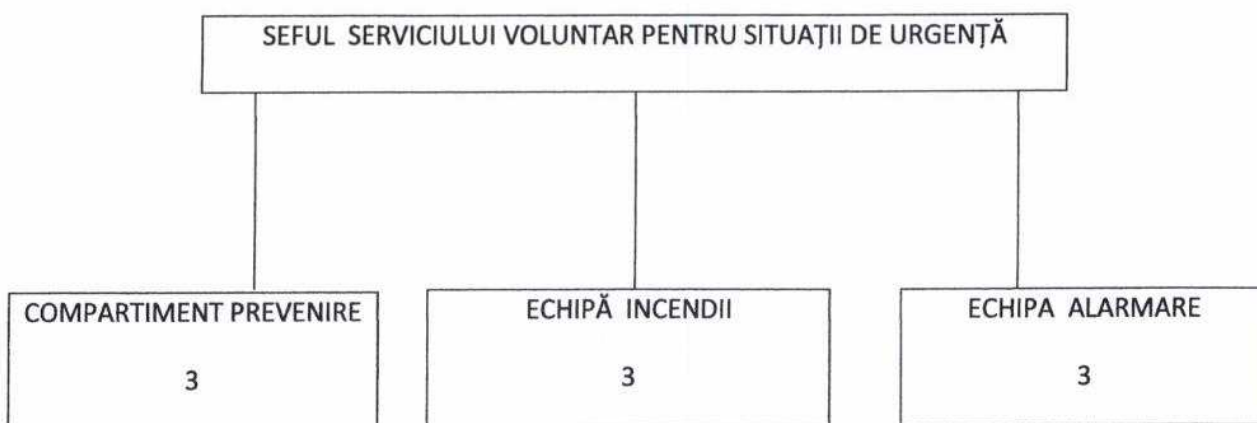 SEFUL SERVICIULUI VOLUNTAR PENTRU SITUAȚII DE URGENȚĂ
COMPARTIMENT PREVENIRE
3
ECHIPĂ INCENDII
3
ECHIPA ALARMARE
3